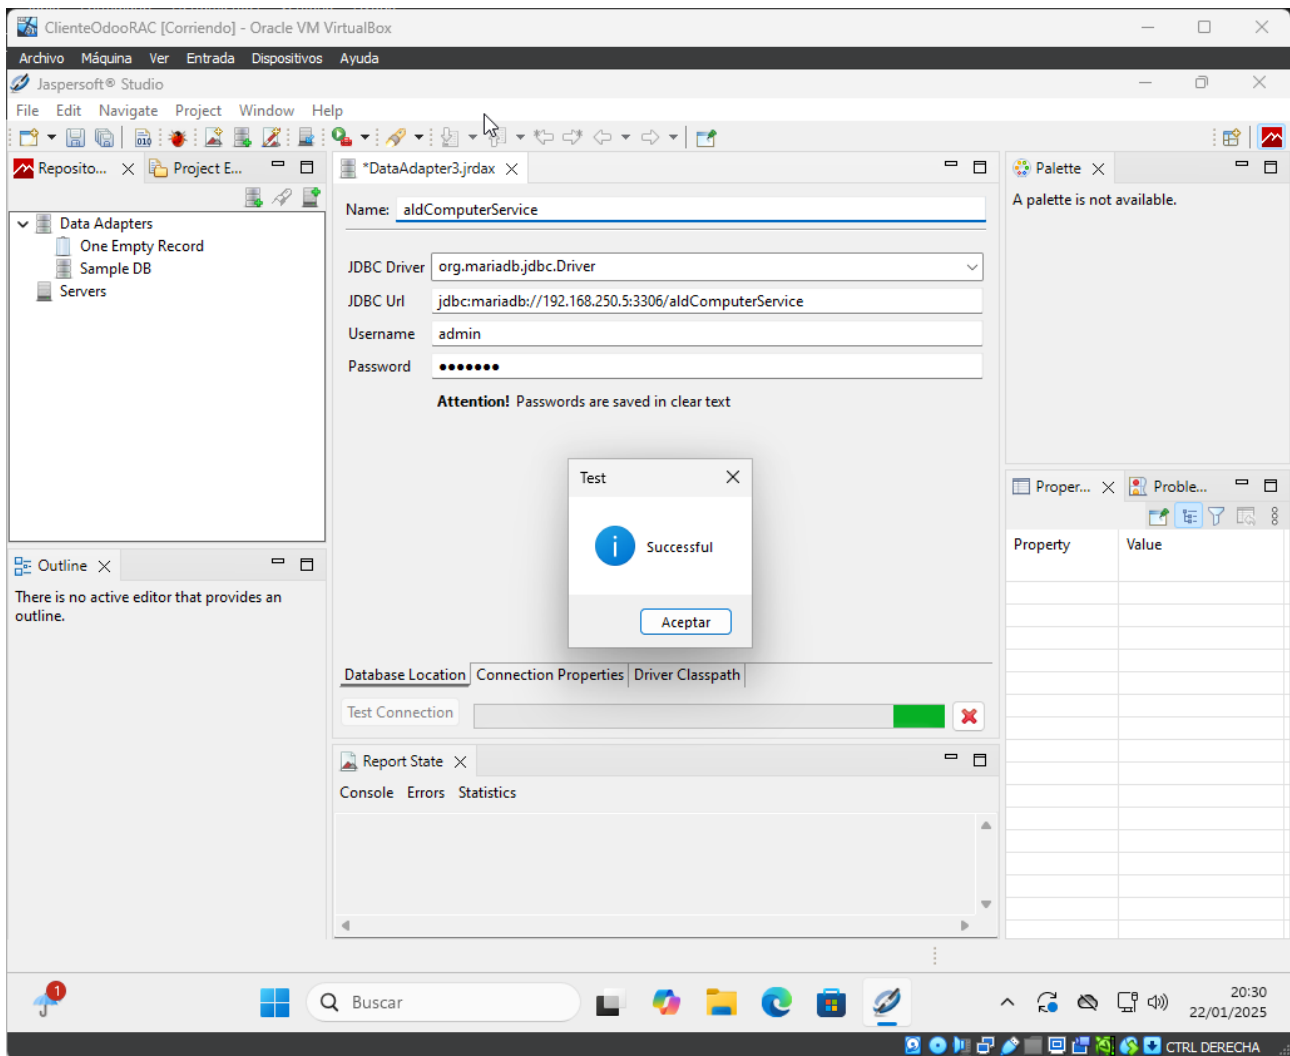 ClienteOdooRAC [Corriendo] - Oracle VM VirtualBox
Archivo Máquina Ver Entrada Dispositivos Ayuda
Jaspersoft® Studio
File Edit Navigate Project Window Help
Reposito...
Project E...
*DataAdapter3.jrdax
Palette
Name: aldComputerService
A palette is not available.
Data Adapters
One Empty Record
Sample DB
Servers
JDBC Driver org.mariadb.jdbc.Driver
JDBC Url jdbc:mariadb://192.168.250.5:3306/aldComputerService
Username admin
Password •••••••
Attention! Passwords are saved in clear text
Test
Successful
Aceptar
Proper...
Proble...
Property Value
Outline
There is no active editor that provides an
outline.
Database Location Connection Properties Driver Classpath
Test Connection
Report State
Console Errors Statistics
1
Buscar
20:30
22/01/2025
CTRL DERECHA